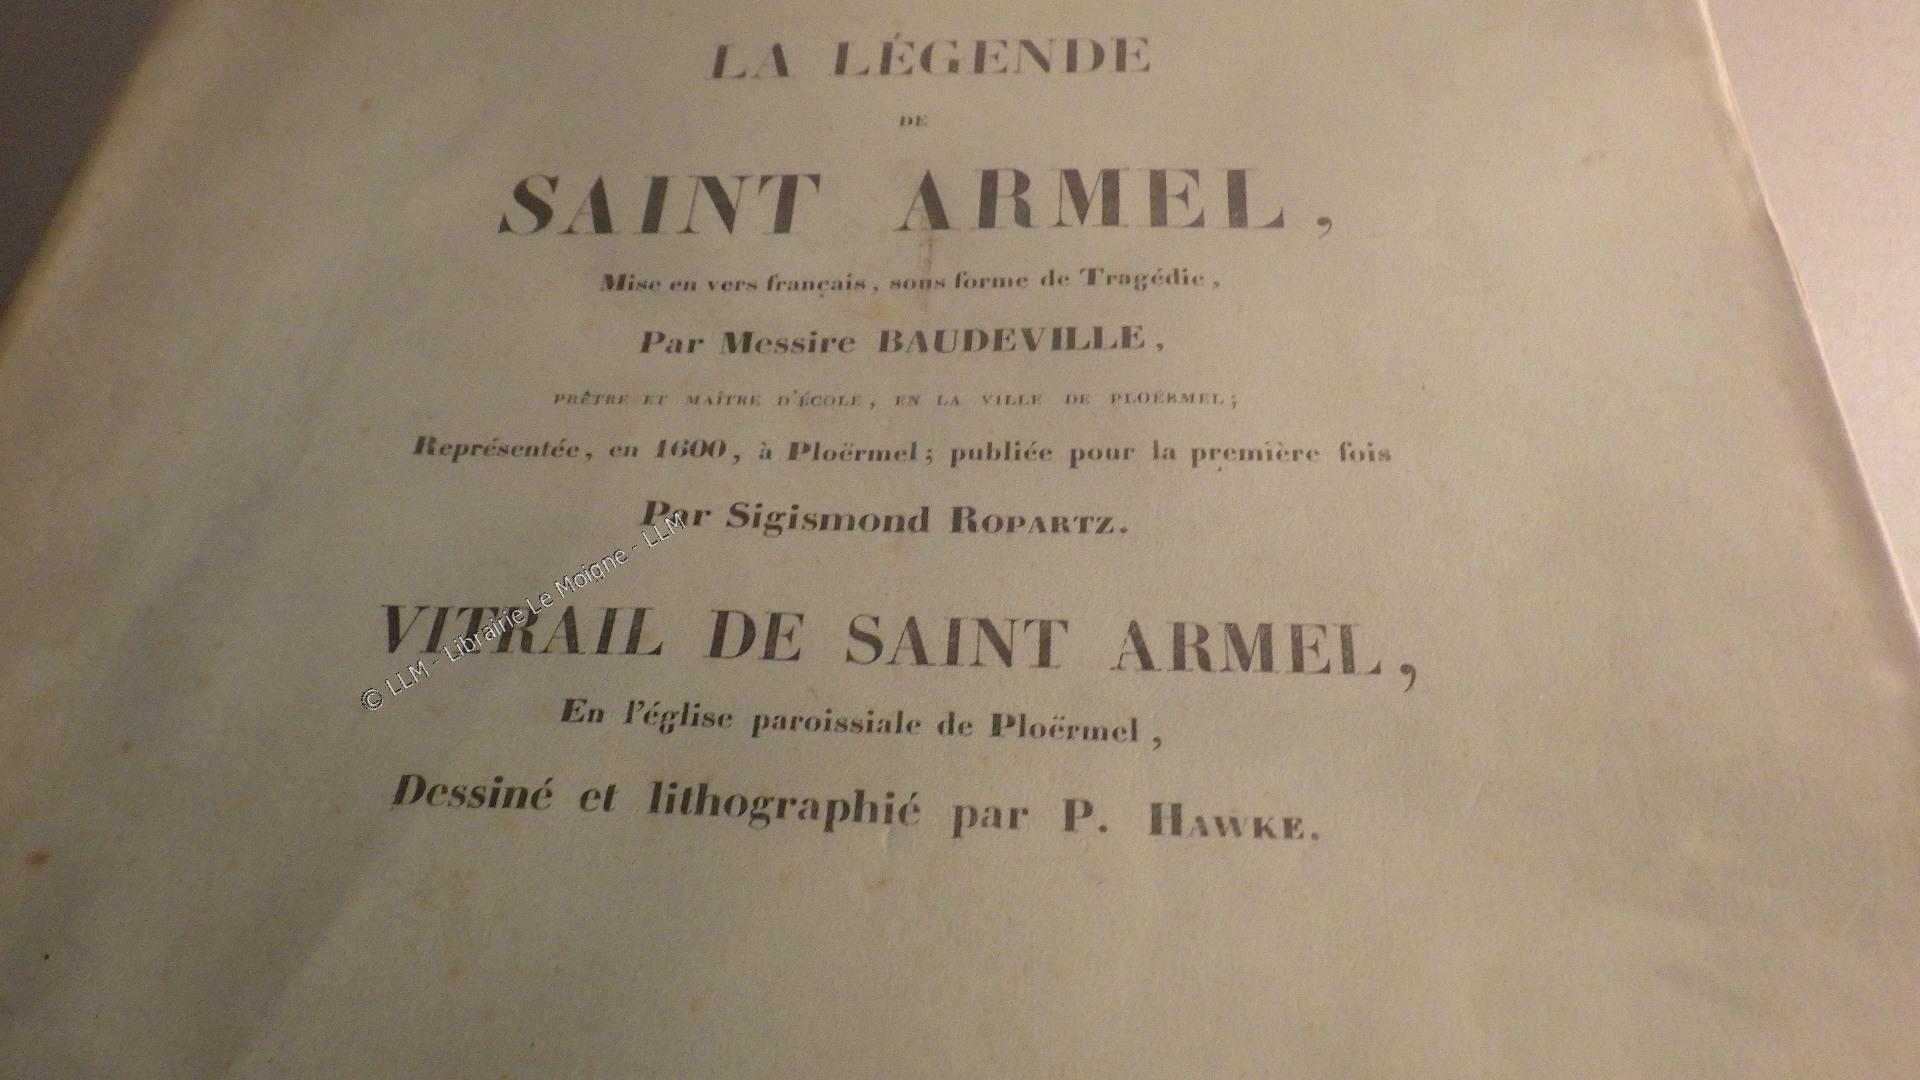 LA LÉGENDE
DE
SAINT ARMEL,
Mise en vers français, sous forme de Tragédie,
Par Messire BAUDEVILLE,
PRÊTRE ET MAÎTRE D'ÉCOLE, EN LA VILLE DE PLOËRMEL;
Représentée, en 1600, à Ploërmel; publiée pour la première fois
Par Sigismond ROPARTZ.
VITRAIL DE SAINT ARMEL,
En l'église paroissiale de Ploërmel,
Dessiné et lithographié par P. HAWKE.
© LLM - Librairie Le Moigne - LLM